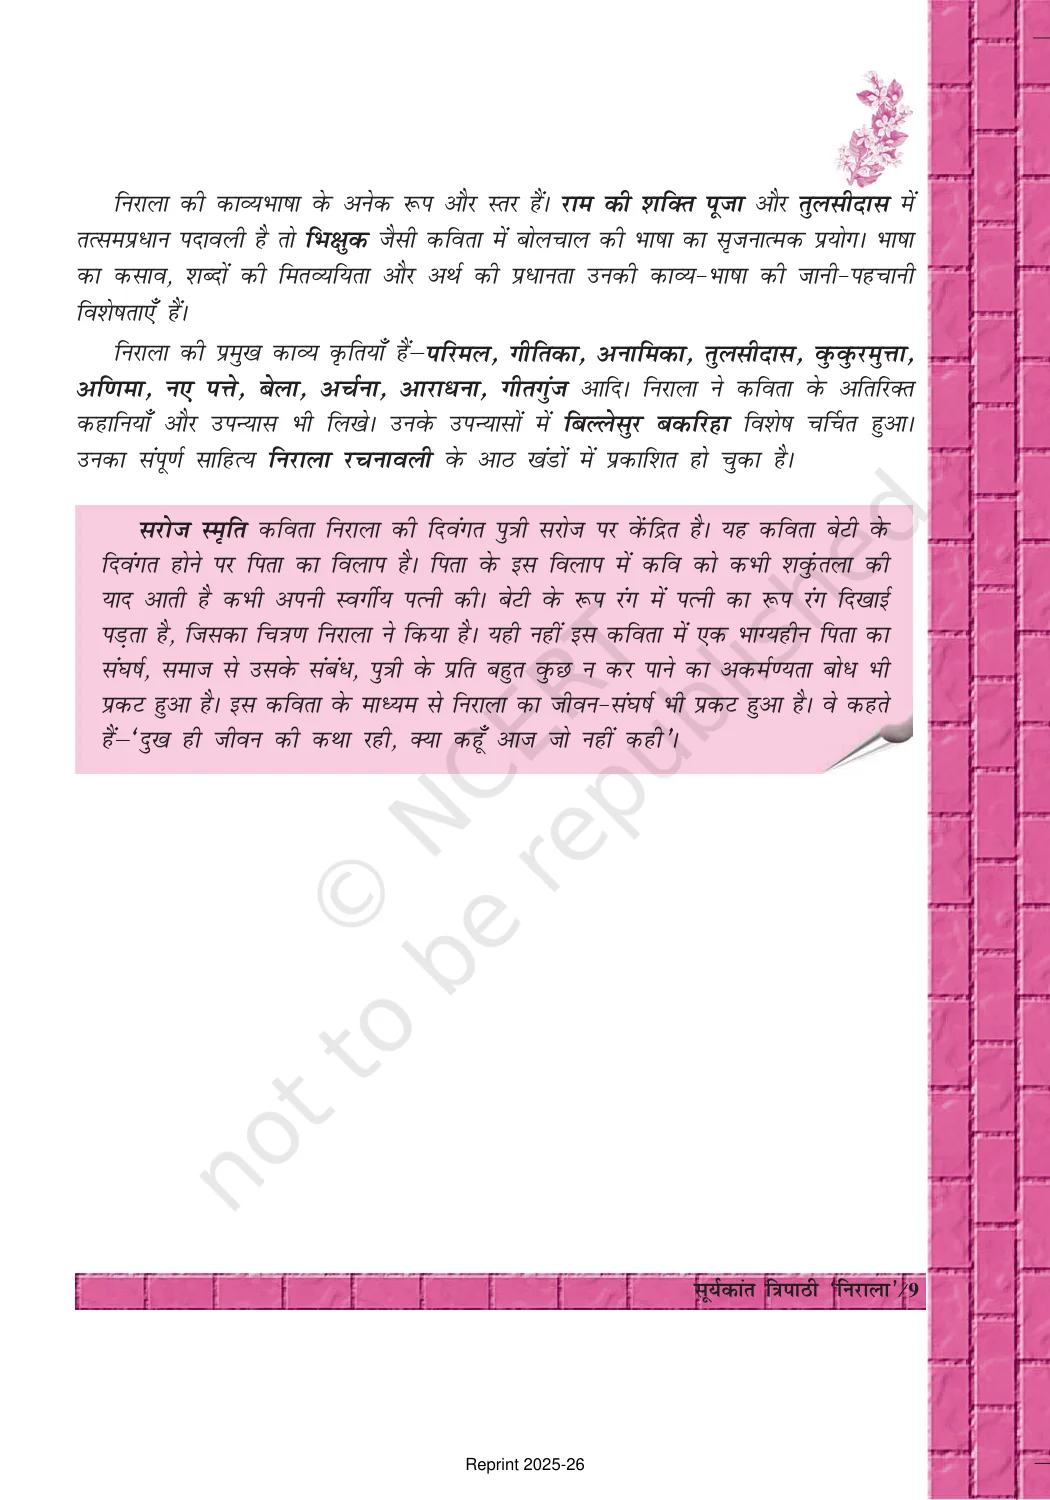 निराला की काव्यभाषा के अनेक रूप और स्तर हैं। राम की शक्ति पूजा और तुलसीदास में
तत्समप्रधान पदावली है तो भिक्षुक जैसी कविता में बोलचाल की भाषा का सृजनात्मक प्रयोग। भाषा
का कसाव, शब्दों की मितव्ययिता और अर्थ की प्रधानता उनकी काव्य-भाषा की जानी-पहचानी
विशेषताएँ हैं।
निराला की प्रमुख काव्य कृतियाँ हैं–परिमल, गीतिका, अनामिका, तुलसीदास, कुकुरमुत्ता,
अणिमा, नए पत्ते, बेला, अर्चना, आराधना, गीतगुंज आदि। निराला ने कविता के अतिरिक्त
कहानियाँ और उपन्यास भी लिखे। उनके उपन्यासों में बिल्लेसुर बकरिहा विशेष चर्चित हुआ।
उनका संपूर्ण साहित्य निराला रचनावली के आठ खंडों में प्रकाशित हो चुका है।
सरोज स्मृति कविता निराला की दिवंगत पुत्री सरोज पर केंद्रित है। यह कविता बेटी के
दिवंगत होने पर पिता का विलाप है। पिता के इस विलाप में कवि को कभी शकुंतला की
याद आती है कभी अपनी स्वर्गीय पत्नी की। बेटी के रूप रंग में पत्नी का रूप रंग दिखाई
पड़ता है, जिसका चित्रण निराला ने किया है। यही नहीं इस कविता में एक भाग्यहीन पिता का
संघर्ष, समाज से उसके संबंध, पुत्री के प्रति बहुत कुछ न कर पाने का अकर्मण्यता बोध भी
प्रकट हुआ है। इस कविता के माध्यम से निराला का जीवन-संघर्ष भी प्रकट हुआ है। वे कहते
हैं–‘दुख ही जीवन की कथा रही, क्या कहूँ आज जो नहीं कही’।
© NCERT
not to be republished
सूर्यकांत त्रिपाठी ‘निराला’/9
Reprint 2025-26